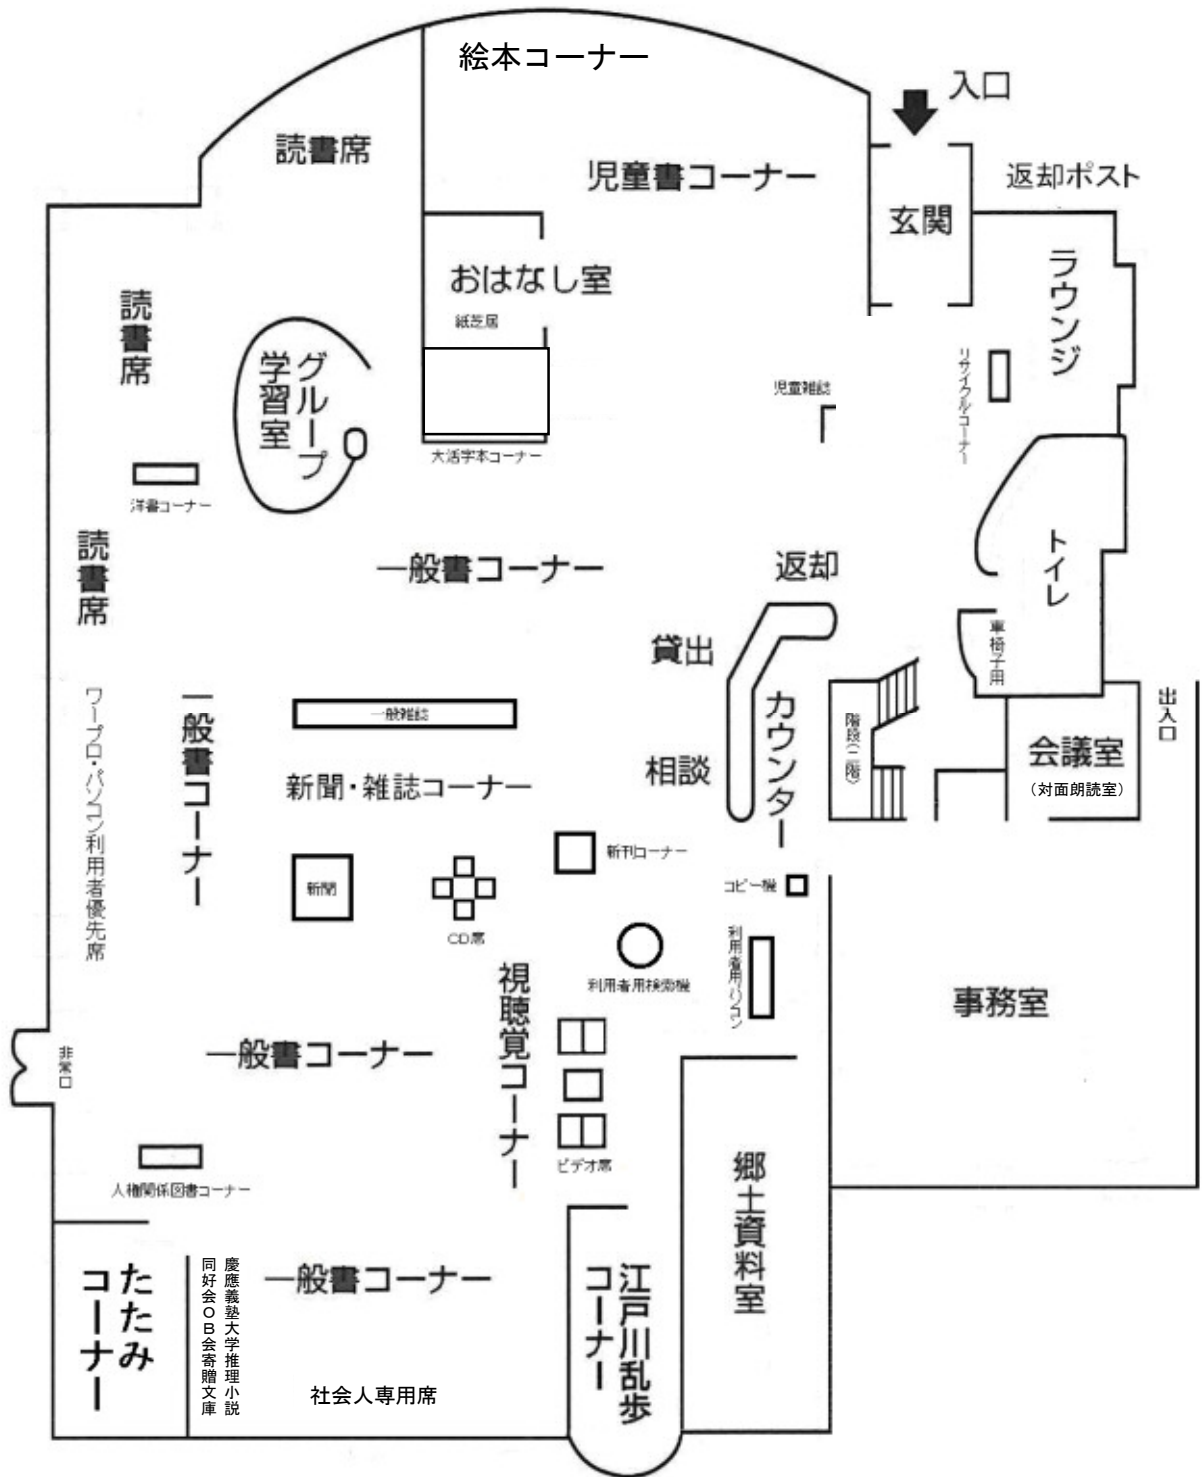 絵本コーナー
入口
読書席
児童書コーナー
返却ポスト
玄関
おはなし室
紙芝居
ラウンジ
読書席
グループ
学習室
児童雑誌
リサイクルコーナー
大活字本コーナー
洋書コーナー
読書席
一般書コーナー
返却
トイレ
車椅子用
貸出
ワープロ・パソコン利用者優先席
一般書コーナー
一般雑誌
新聞・雑誌コーナー
相談
カウンター
階段(二階)
会議室
(対面朗読室)
出入口
新聞
CD席
新刊コーナー
コピー機
利用者用検索機
利用者用パソコン
事務室
視聴覚コーナー
非常口
一般書コーナー
ビデオ席
人権関係図書コーナー
郷土資料室
たたみ
コーナー
慶應義塾大学推理小説
同好会OB会寄贈文庫
一般書コーナー
社会人専用席
江戸川乱歩
コーナー